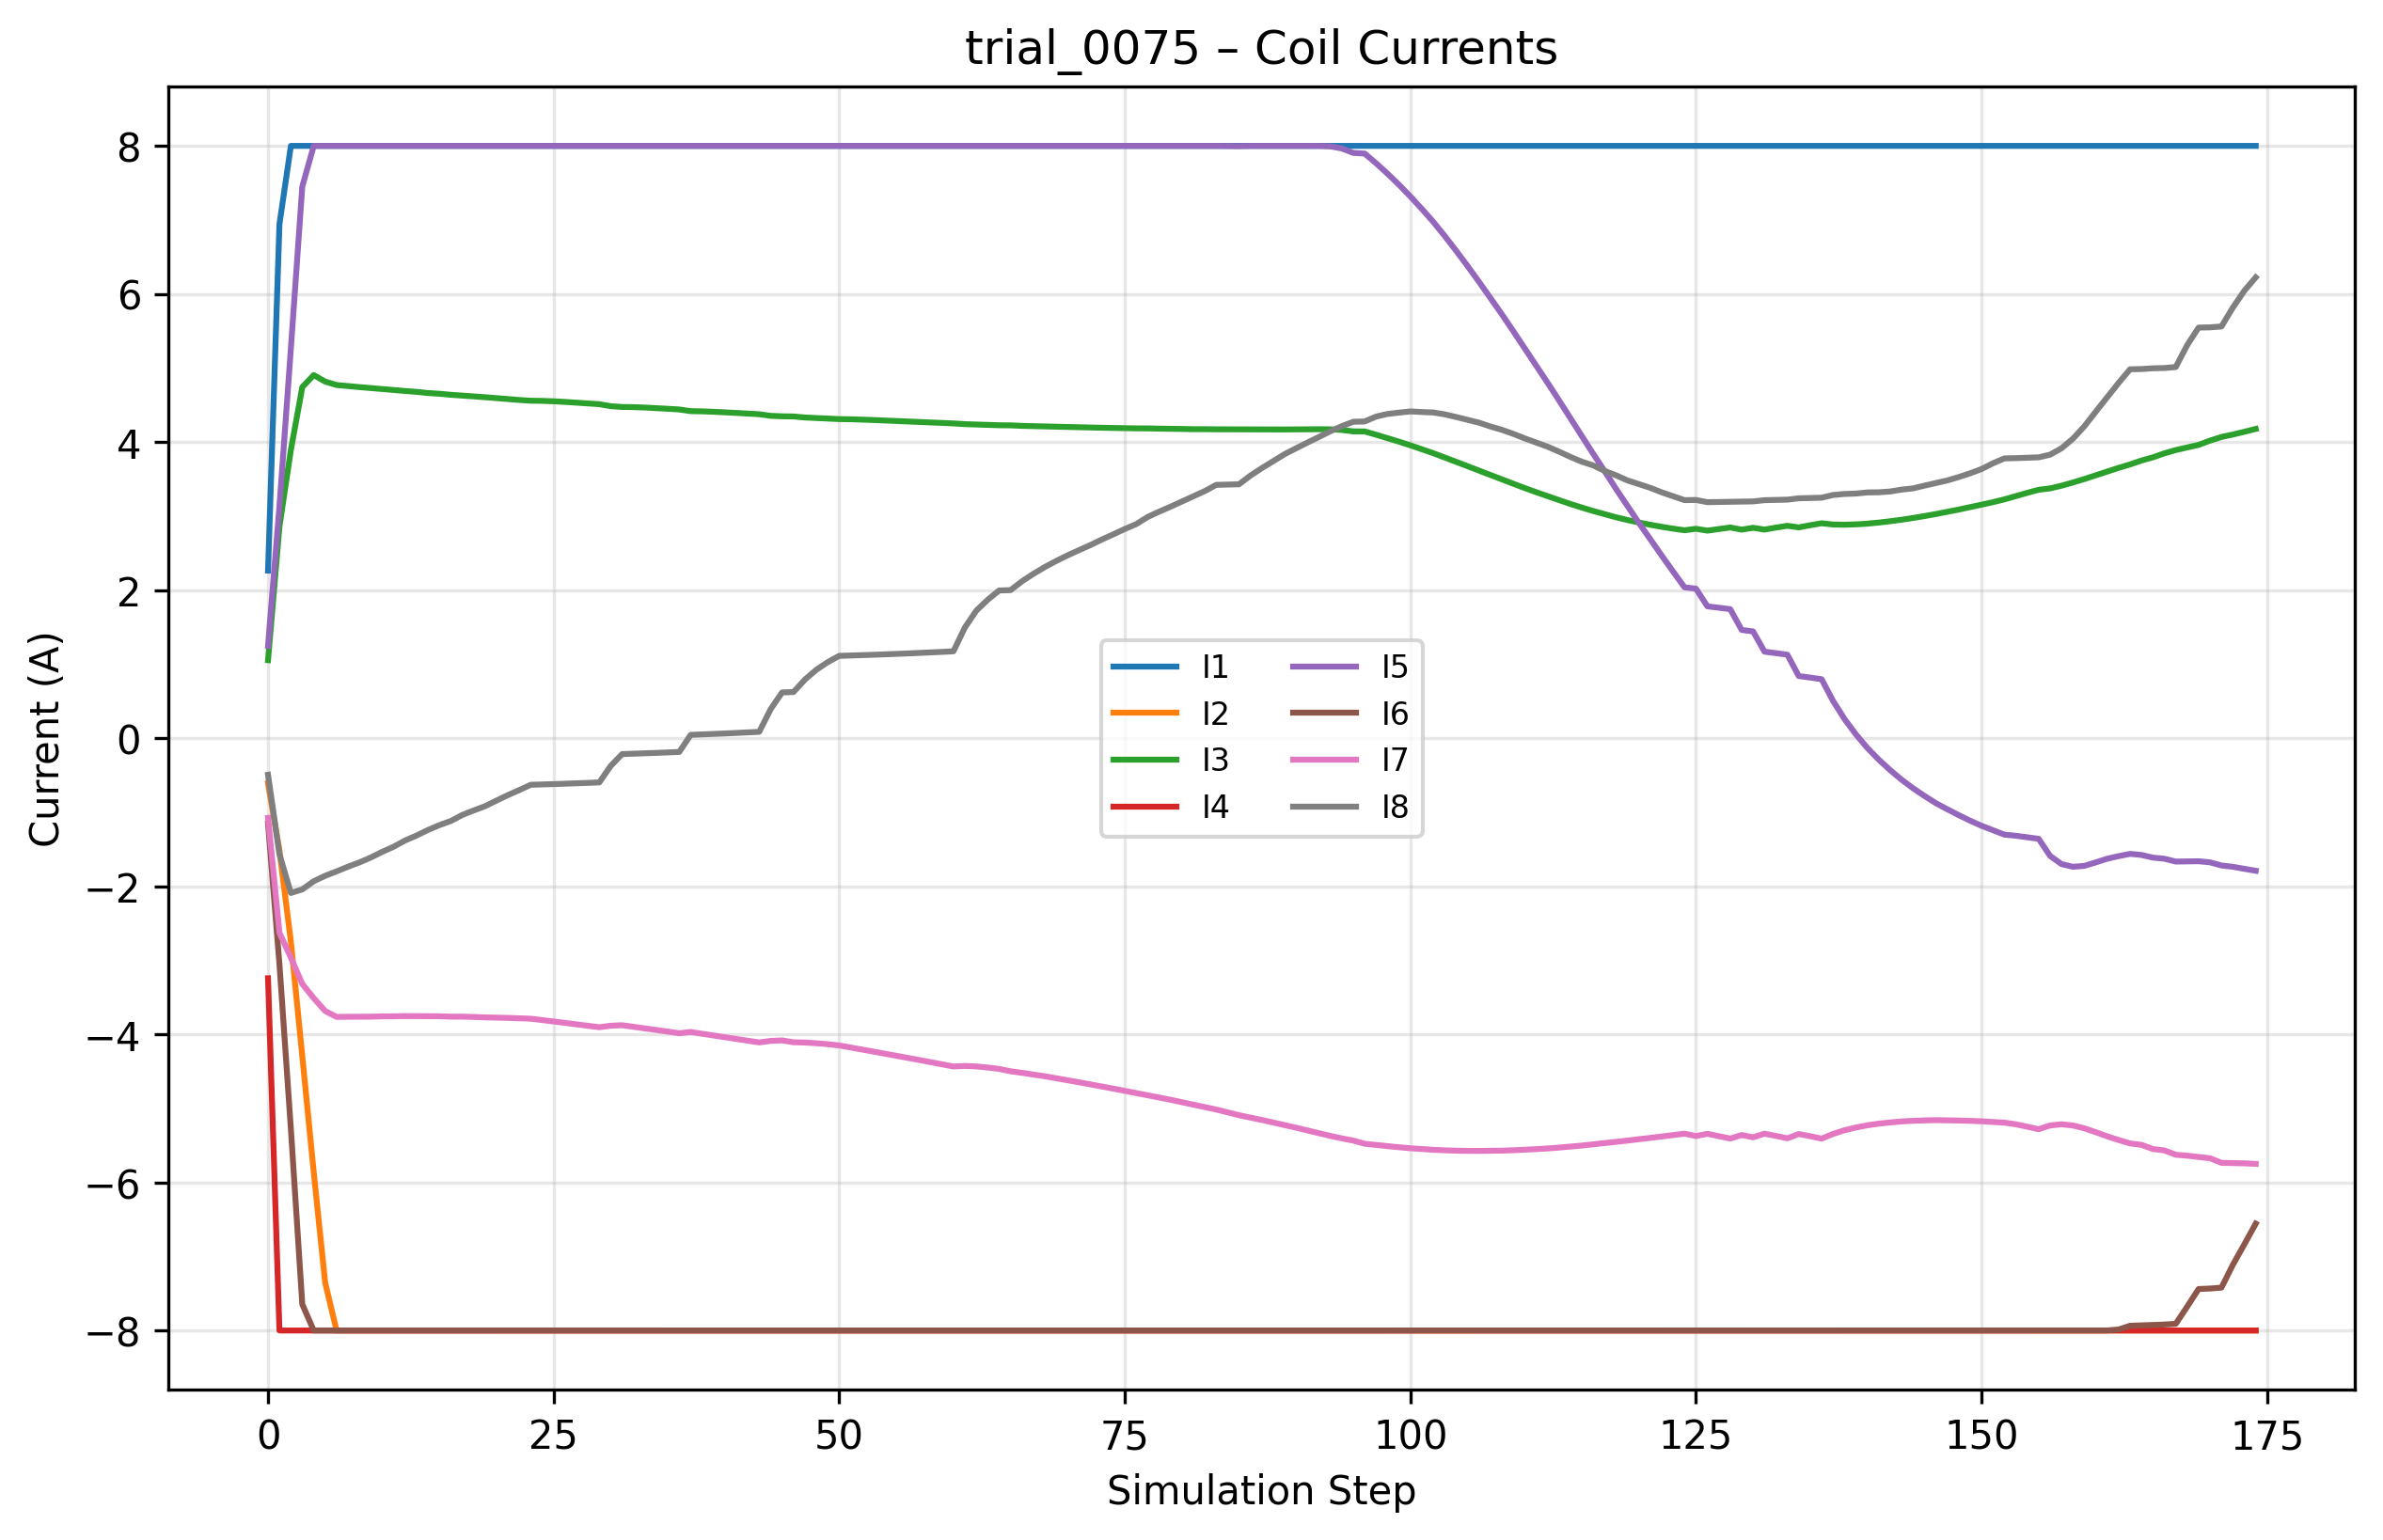 trial_0075 – Coil Currents
Current (A)
8
6
4
2
0
−2
−4
−6
−8
I1
I2
I3
I4
I5
I6
I7
I8
0 25 50 75 100 125 150 175
Simulation Step